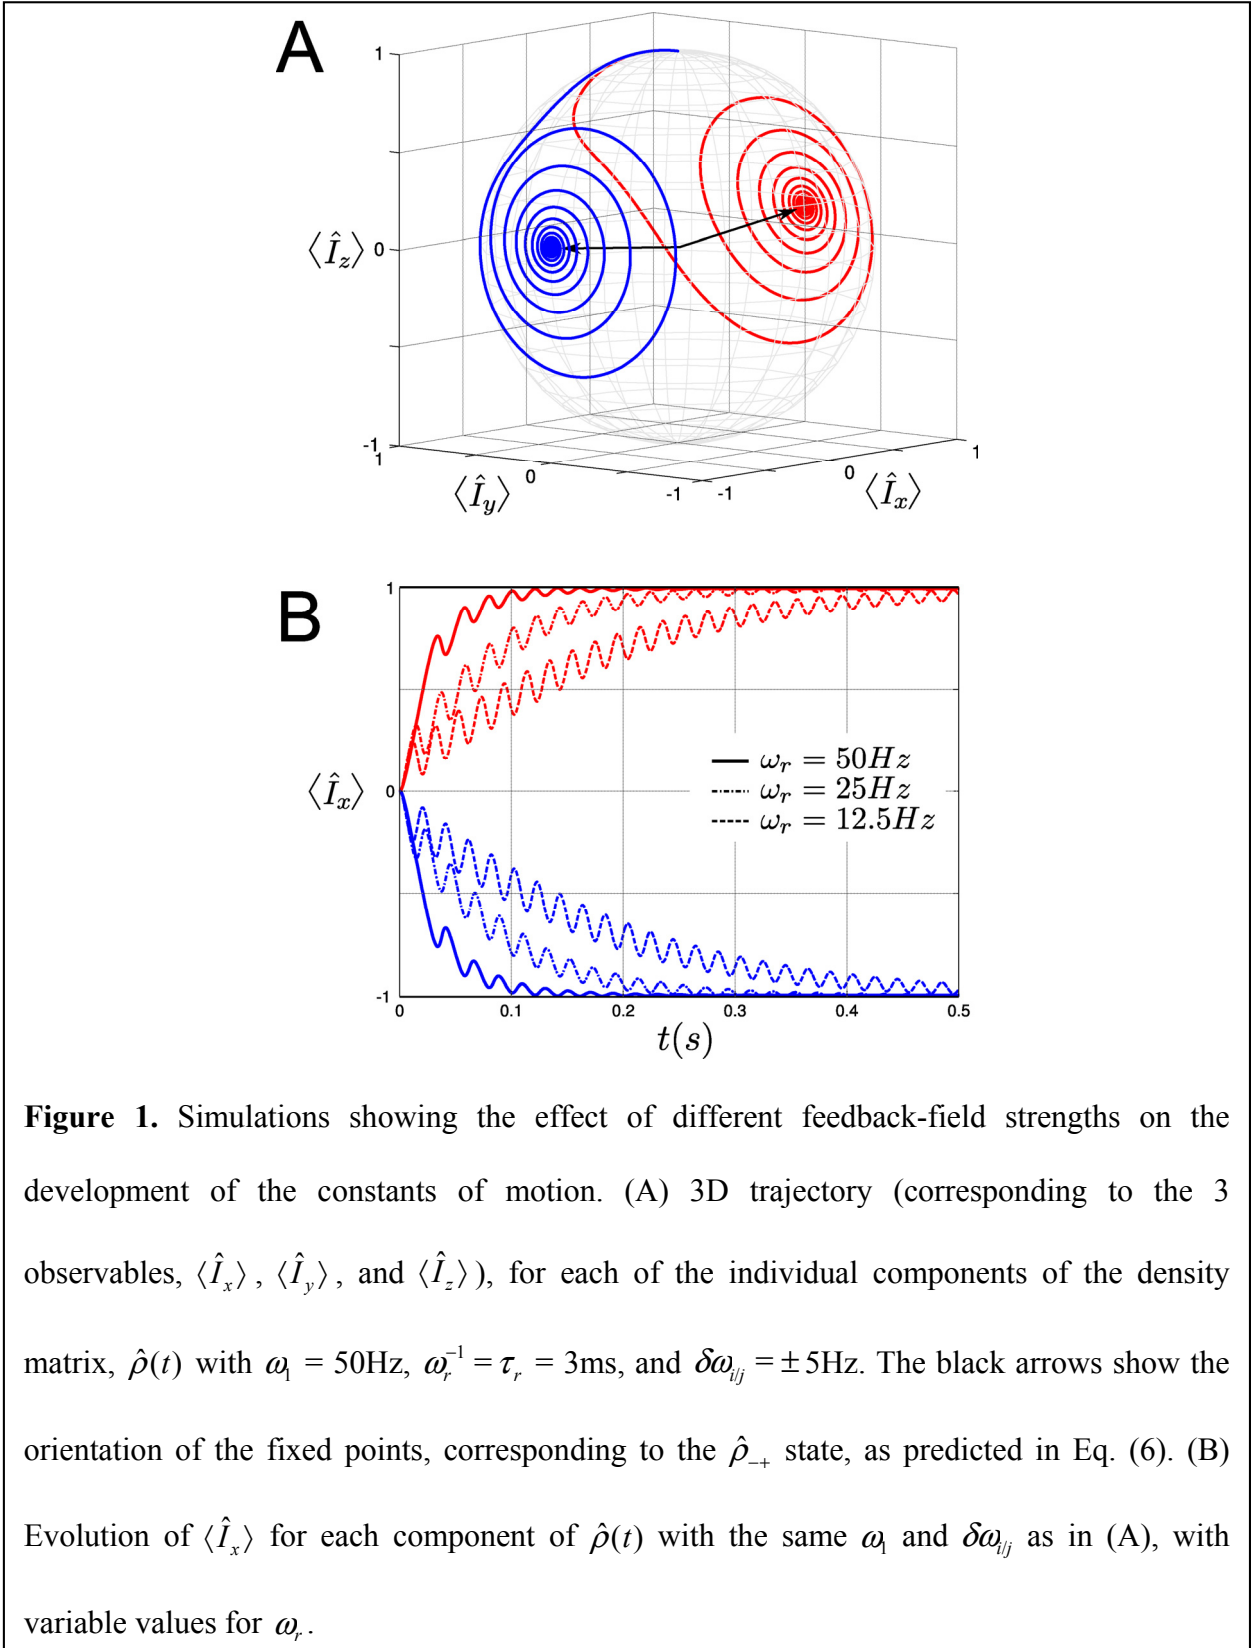 A
1
⟨Î_z⟩ 0
-1
1
⟨Î_y⟩ 0 -1
-1 0 1
⟨Î_x⟩
B
1
⟨Î_x⟩ 0
-1
ω_r = 50Hz
ω_r = 25Hz
ω_r = 12.5Hz
0 0.1 0.2 0.3 0.4 0.5
t(s)
Figure 1. Simulations showing the effect of different feedback-field strengths on the
development of the constants of motion. (A) 3D trajectory (corresponding to the 3
observables, ⟨Î_x⟩, ⟨Î_y⟩, and ⟨Î_z⟩), for each of the individual components of the density
matrix, ρ̂(t) with ω_1 = 50Hz, ω_r^{-1} = τ_r = 3ms, and δω_{i/j} = ± 5Hz. The black arrows show the
orientation of the fixed points, corresponding to the ρ̂_{-+} state, as predicted in Eq. (6). (B)
Evolution of ⟨Î_x⟩ for each component of ρ̂(t) with the same ω_1 and δω_{i/j} as in (A), with
variable values for ω_r.